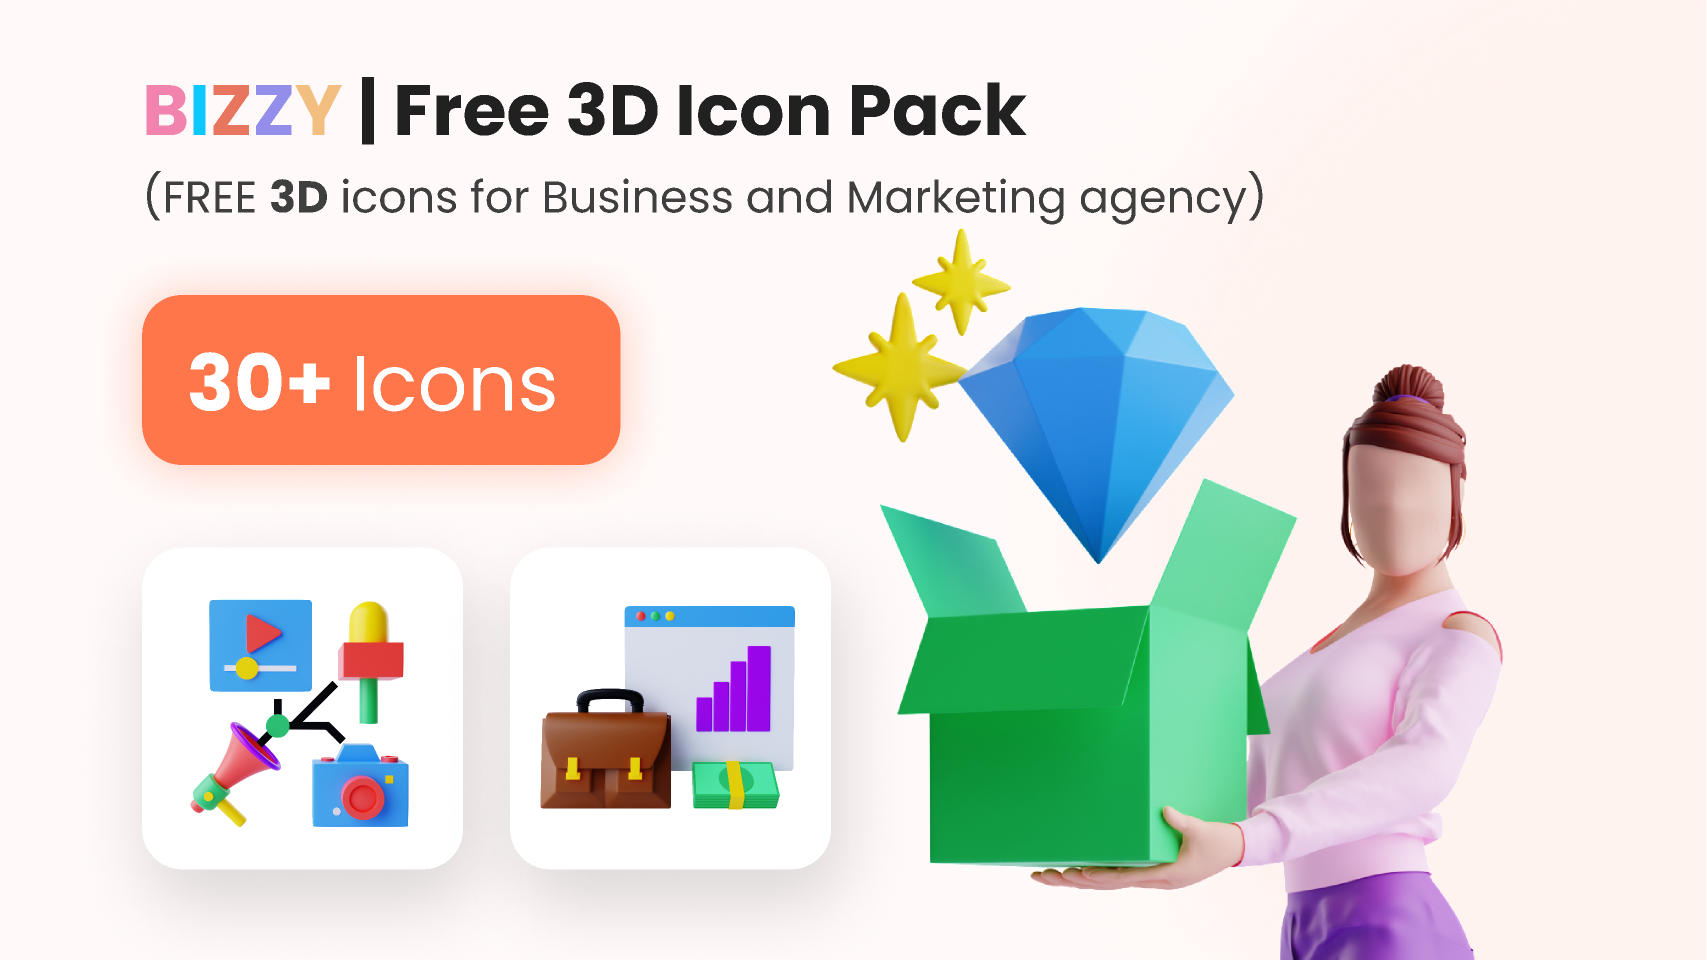 BIZZY | Free 3D Icon Pack
(FREE 3D icons for Business and Marketing agency)
30+ Icons